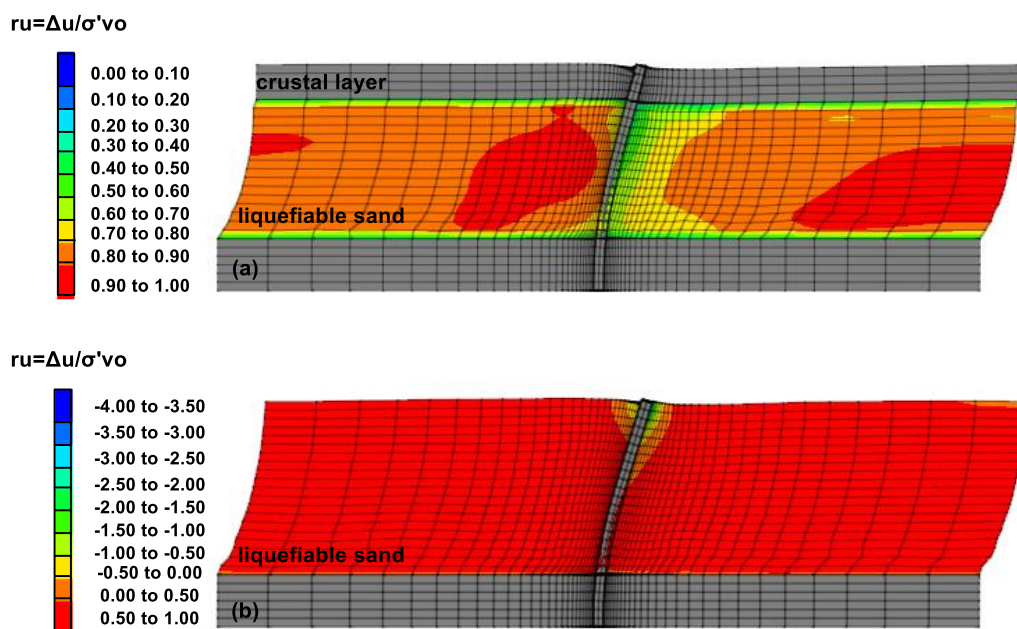 ru=Δu/σ'vo
0.00 to 0.10
0.10 to 0.20
0.20 to 0.30
0.30 to 0.40
0.40 to 0.50
0.50 to 0.60
0.60 to 0.70
0.70 to 0.80
0.80 to 0.90
0.90 to 1.00
crustal layer
liquefiable sand
(a)
ru=Δu/σ'vo
-4.00 to -3.50
-3.50 to -3.00
-3.00 to -2.50
-2.50 to -2.00
-2.00 to -1.50
-1.50 to -1.00
-1.00 to -0.50
-0.50 to 0.00
0.00 to 0.50
0.50 to 1.00
liquefiable sand
(b)